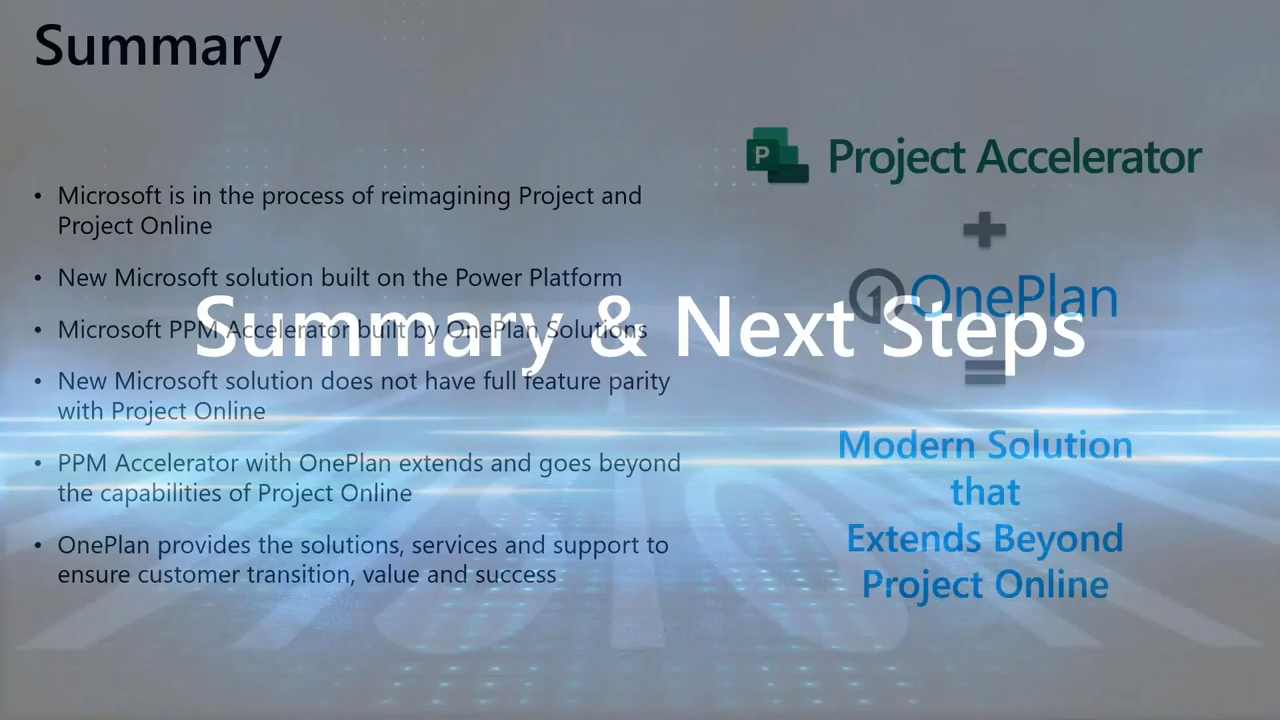 Summary
• Microsoft is in the process of reimagining Project and
Project Online
• New Microsoft solution built on the Power Platform
• Microsoft PPM Accelerator built by OnePlan Solutions
• New Microsoft solution does not have full feature parity
with Project Online
• PPM Accelerator with OnePlan extends and goes beyond
the capabilities of Project Online
• OnePlan provides the solutions, services and support to
ensure customer transition, value and success
Summary & Next Steps
P Project Accelerator
+
1 OnePlan
=
Modern Solution
that
Extends Beyond
Project Online